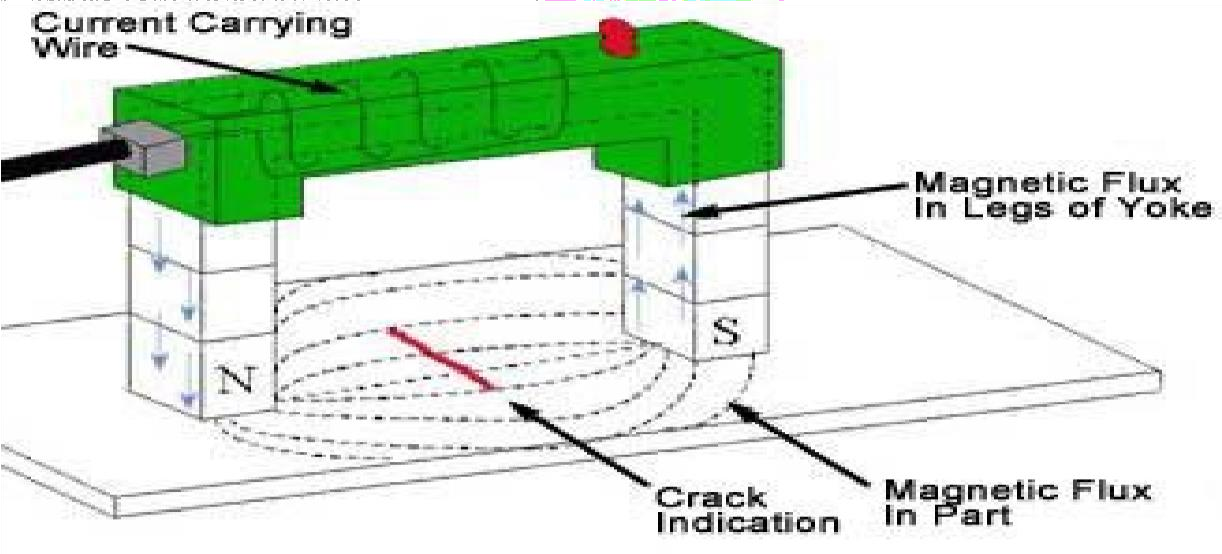 Current Carrying
Wire
Magnetic Flux
In Legs of Yoke
N
S
Crack
Indication
Magnetic Flux
In Part